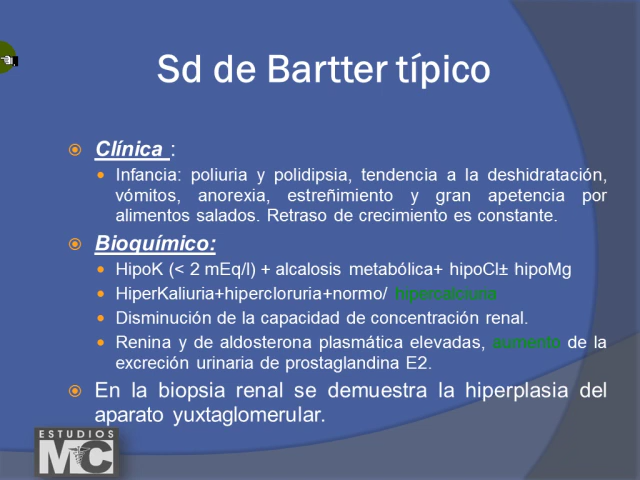 Sd de Bartter típico
Clínica :
Infancia: poliuria y polidipsia, tendencia a la deshidratación,
vómitos, anorexia, estreñimiento y gran apetencia por
alimentos salados. Retraso de crecimiento es constante.
Bioquímico:
HipoK (< 2 mEq/l) + alcalosis metabólica+ hipoCl± hipoMg
HiperKaliuria+hipercloruria+normo/ hipercalciuria
Disminución de la capacidad de concentración renal.
Renina y de aldosterona plasmática elevadas, aumento de la
excreción urinaria de prostaglandina E2.
En la biopsia renal se demuestra la hiperplasia del
aparato yuxtaglomerular.
ESTUDIOS
MC